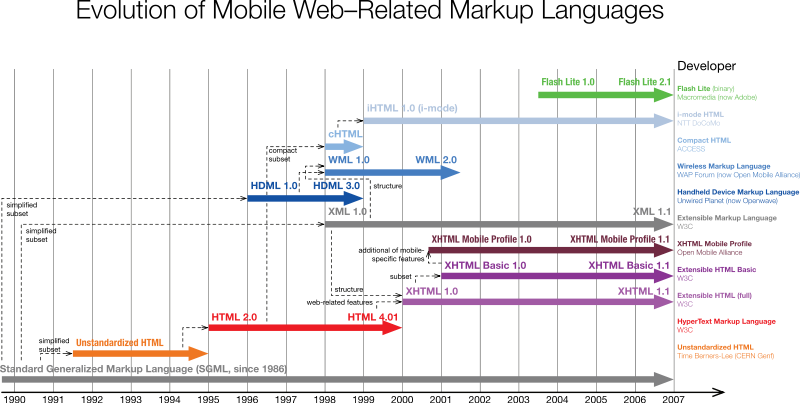 Evolution of Mobile Web–Related Markup Languages
Developer
Flash Lite 1.0 Flash Lite 2.1
Flash Lite (binary)
Macromedia (now Adobe)
iHTML 1.0 (i-mode)
i-mode HTML
NTT DoCoMo
cHTML
Compact HTML
ACCESS
compact
subset
WML 1.0 WML 2.0
Wireless Markup Language
WAP Forum (now Open Mobile Alliance)
HDML 1.0 HDML 3.0
structure
Handheld Device Markup Language
Unwired Planet (now Openwave)
simplified
subset
XML 1.0 XML 1.1
Extensible Markup Language
W3C
simplified
subset
XHTML Mobile Profile 1.0 XHTML Mobile Profile 1.1
additional of mobile-
specific features
XHTML Mobile Profile
Open Mobile Alliance
XHTML Basic 1.0 XHTML Basic 1.1
subset
Extensible HTML Basic
W3C
structure
XHTML 1.0 XHTML 1.1
web-related features
Extensible HTML (full)
W3C
HTML 2.0 HTML 4.01
HyperText Markup Language
W3C
simplified
subset
Unstandardized HTML
Unstandardized HTML
Time Berners-Lee (CERN Genf)
Standard Generalized Markup Language (SGML, since 1986)
1990 1991 1992 1993 1994 1995 1996 1997 1998 1999 2000 2001 2002 2003 2004 2005 2006 2007